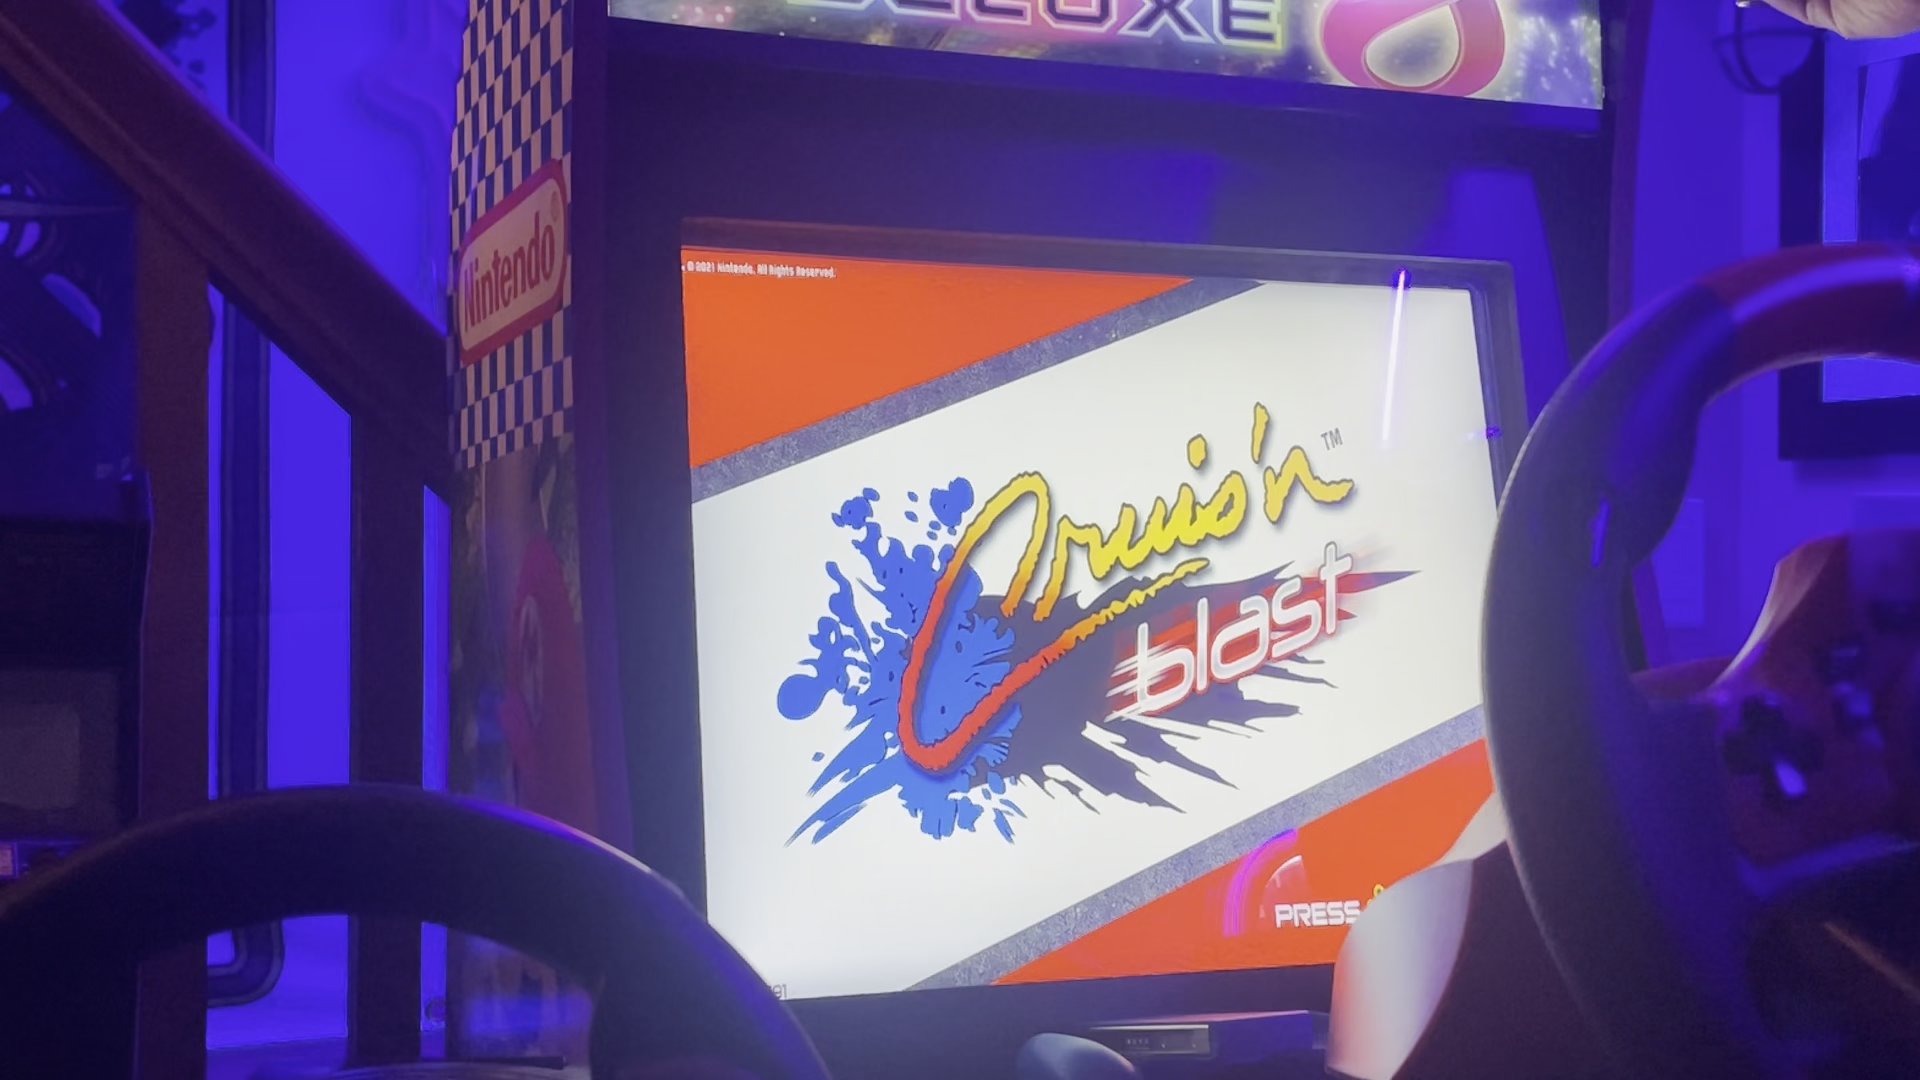 DELUXE
Nintendo®
© 2021 Nintendo. All Rights Reserved.
Cruis'n™
blast
PRESS